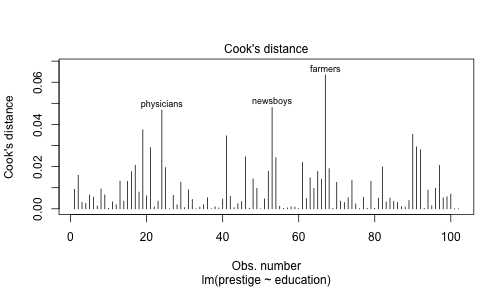 Cook's distance
farmers
physicians
newsboys
Cook's distance
0.06
0.04
0.02
0.00
0
20
40
60
80
100
Obs. number
lm(prestige ~ education)